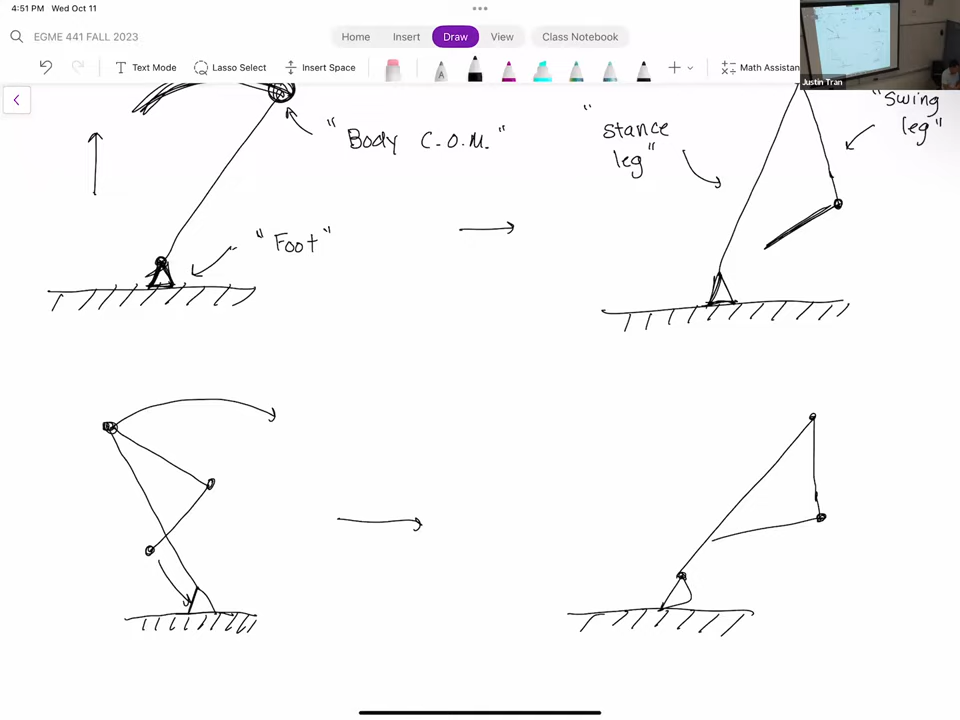 4:51 PM Wed Oct 11
EGME 441 FALL 2023
Home Insert Draw View Class Notebook
Text Mode Lasso Select Insert Space A Math Assistan
Justin Tran
"Body C.O.M."
"Foot"
"Stance
leg"
"Swing
leg"